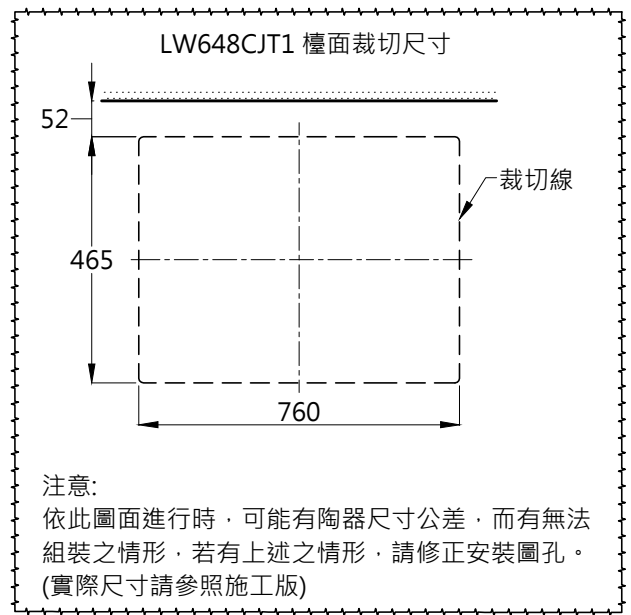 LW648CJT1 檯面裁切尺寸
52
裁切線
465
760
注意:
依此圖面進行時，可能有陶器尺寸公差，而有無法
組裝之情形，若有上述之情形，請修正安裝圖孔。
(實際尺寸請參照施工版)